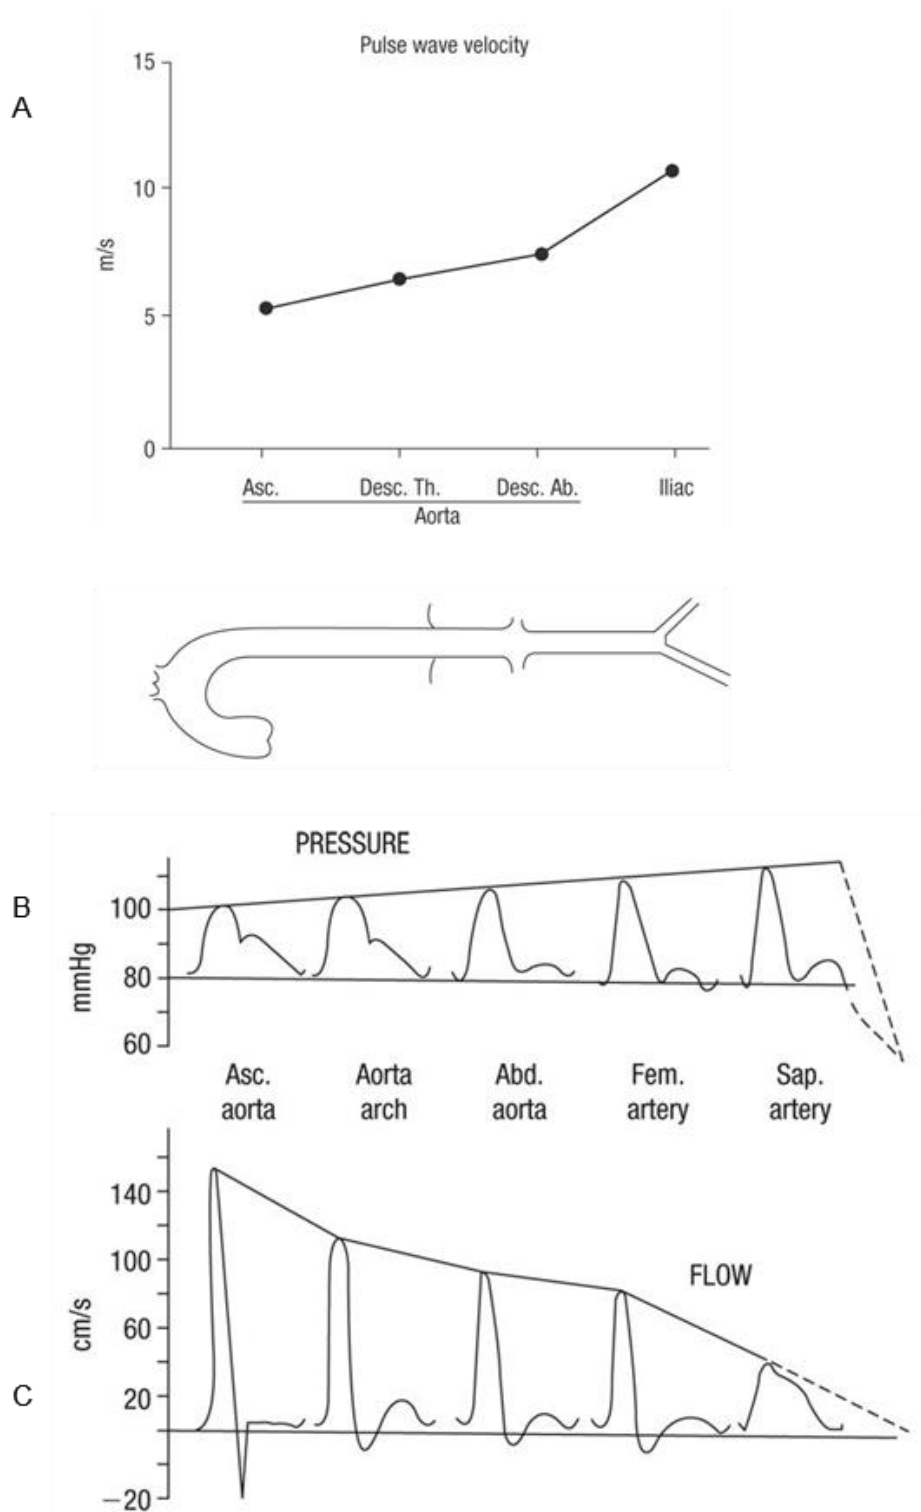 Pulse wave velocity
A
15
10
m/s
5
0
Asc. Desc. Th. Desc. Ab. Iliac
Aorta
PRESSURE
B
100
mmHg
80
60
Asc. Aorta Abd. Fem. Sap.
aorta arch aorta artery artery
140
100
FLOW
cm/s
60
C
20
−20